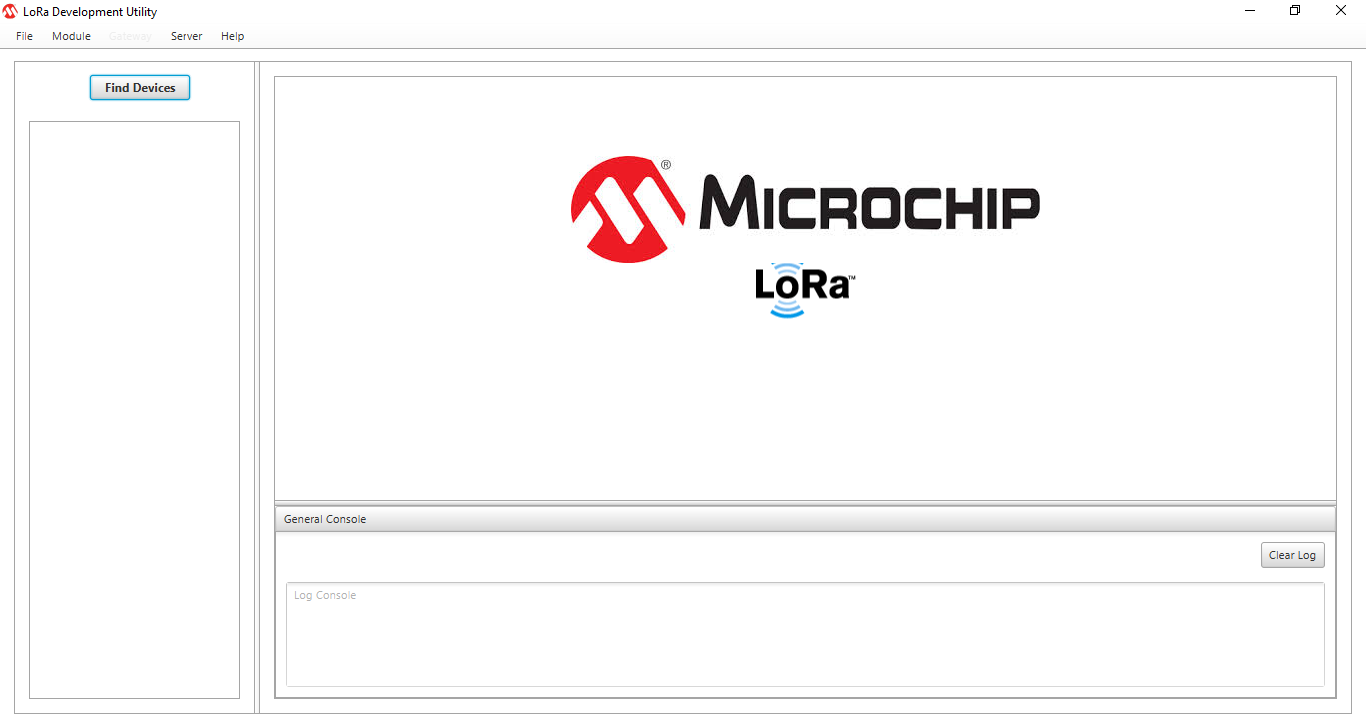 LoRa Development Utility
File Module Gateway Server Help
Find Devices
MICROCHIP
®
LoRa™
General Console
Clear Log
Log Console